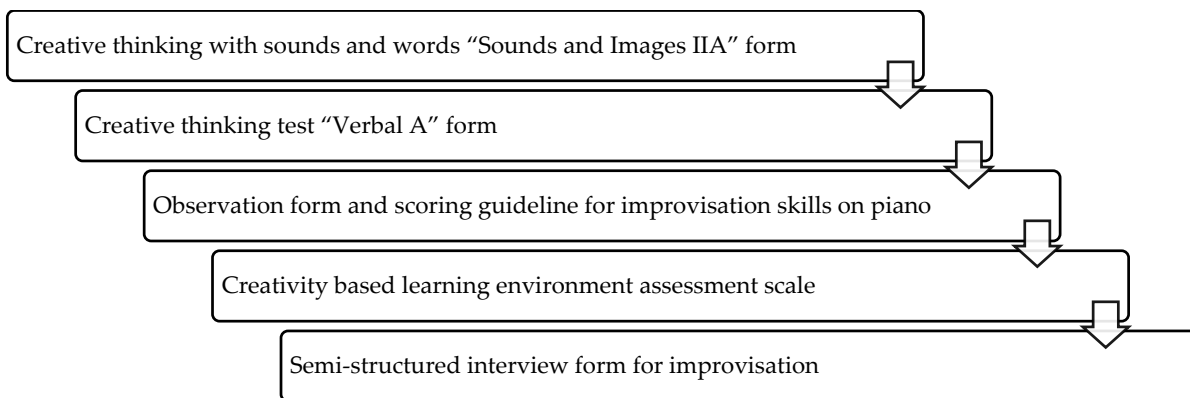 Creative thinking with sounds and words “Sounds and Images IIA” form
Creative thinking test “Verbal A” form
Observation form and scoring guideline for improvisation skills on piano
Creativity based learning environment assessment scale
Semi-structured interview form for improvisation